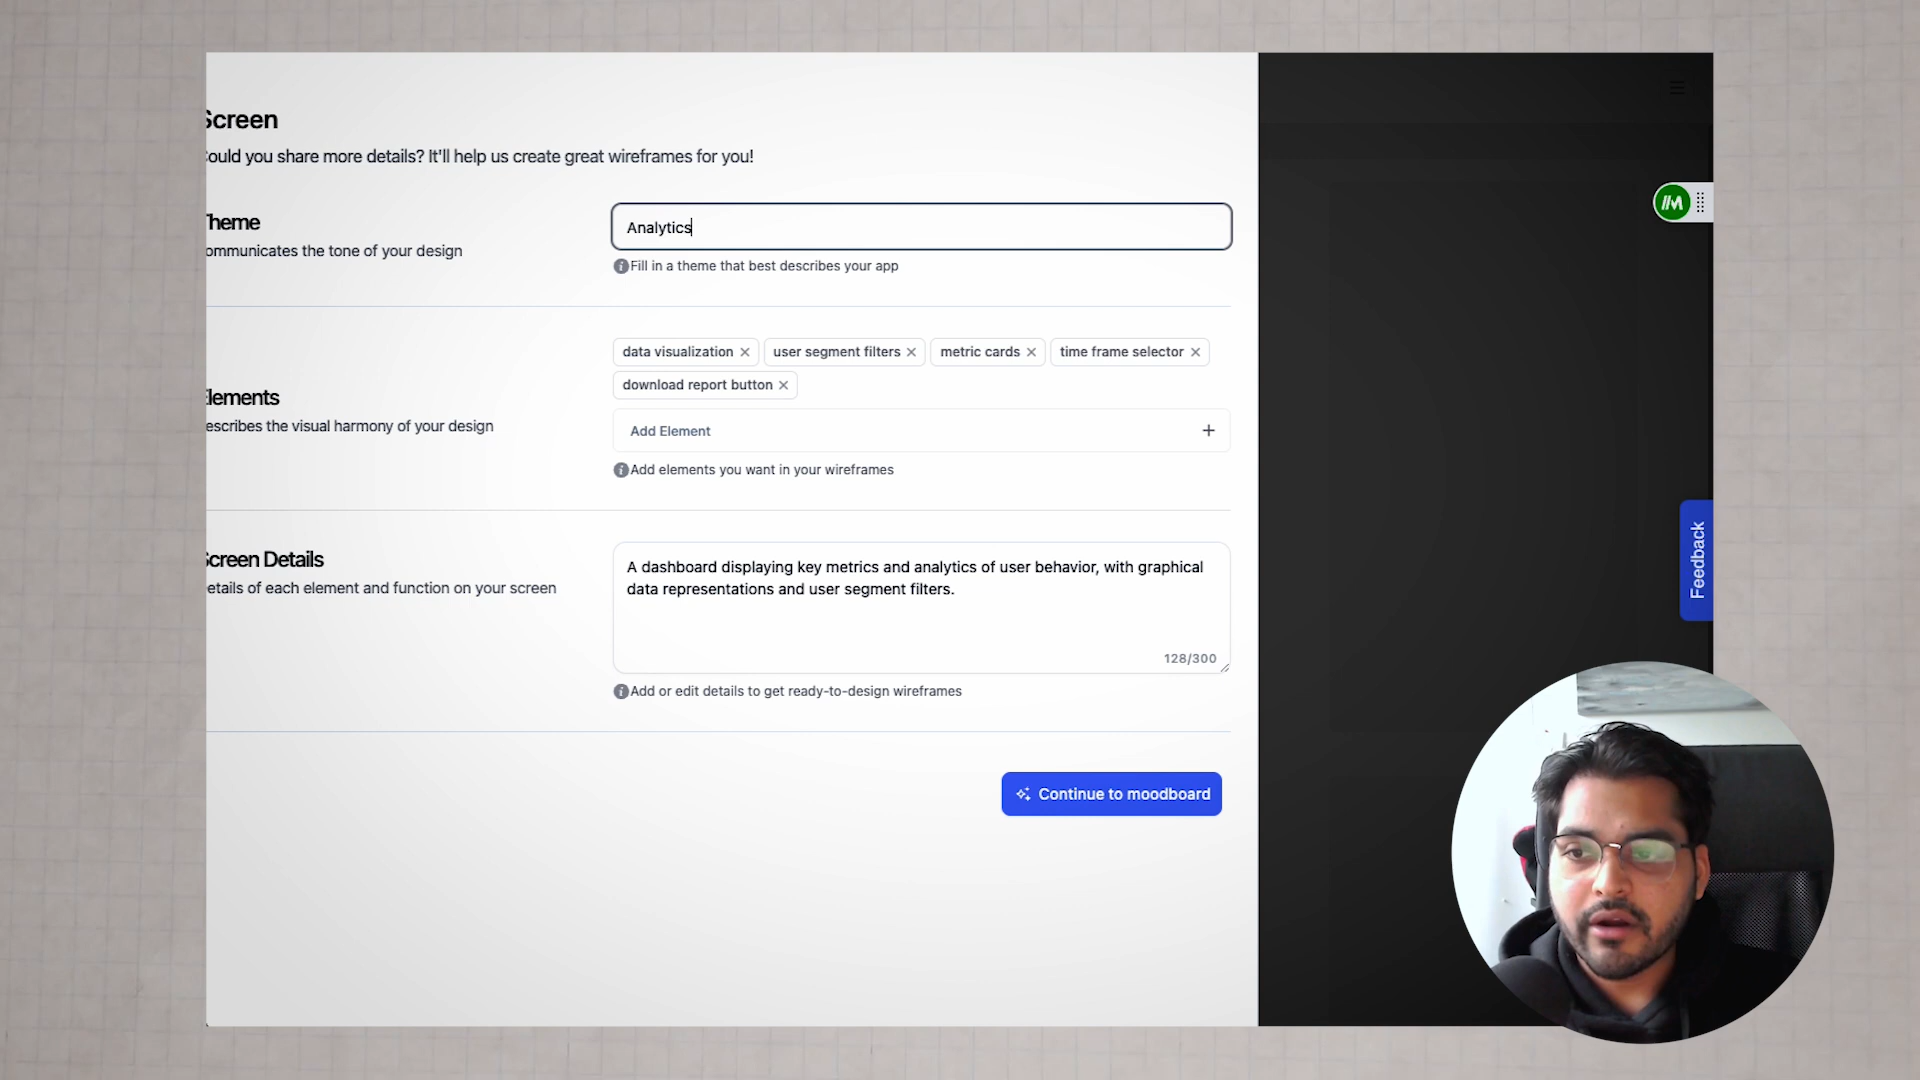 Screen
ould you share more details? It'll help us create great wireframes for you!
Theme
ommunicates the tone of your design
Analytics
Fill in a theme that best describes your app
Elements
escribes the visual harmony of your design
data visualization
user segment filters
metric cards
time frame selector
download report button
Add Element
Add elements you want in your wireframes
Screen Details
etails of each element and function on your screen
A dashboard displaying key metrics and analytics of user behavior, with graphical
data representations and user segment filters.
128/300
Add or edit details to get ready-to-design wireframes
Continue to moodboard
Feedback